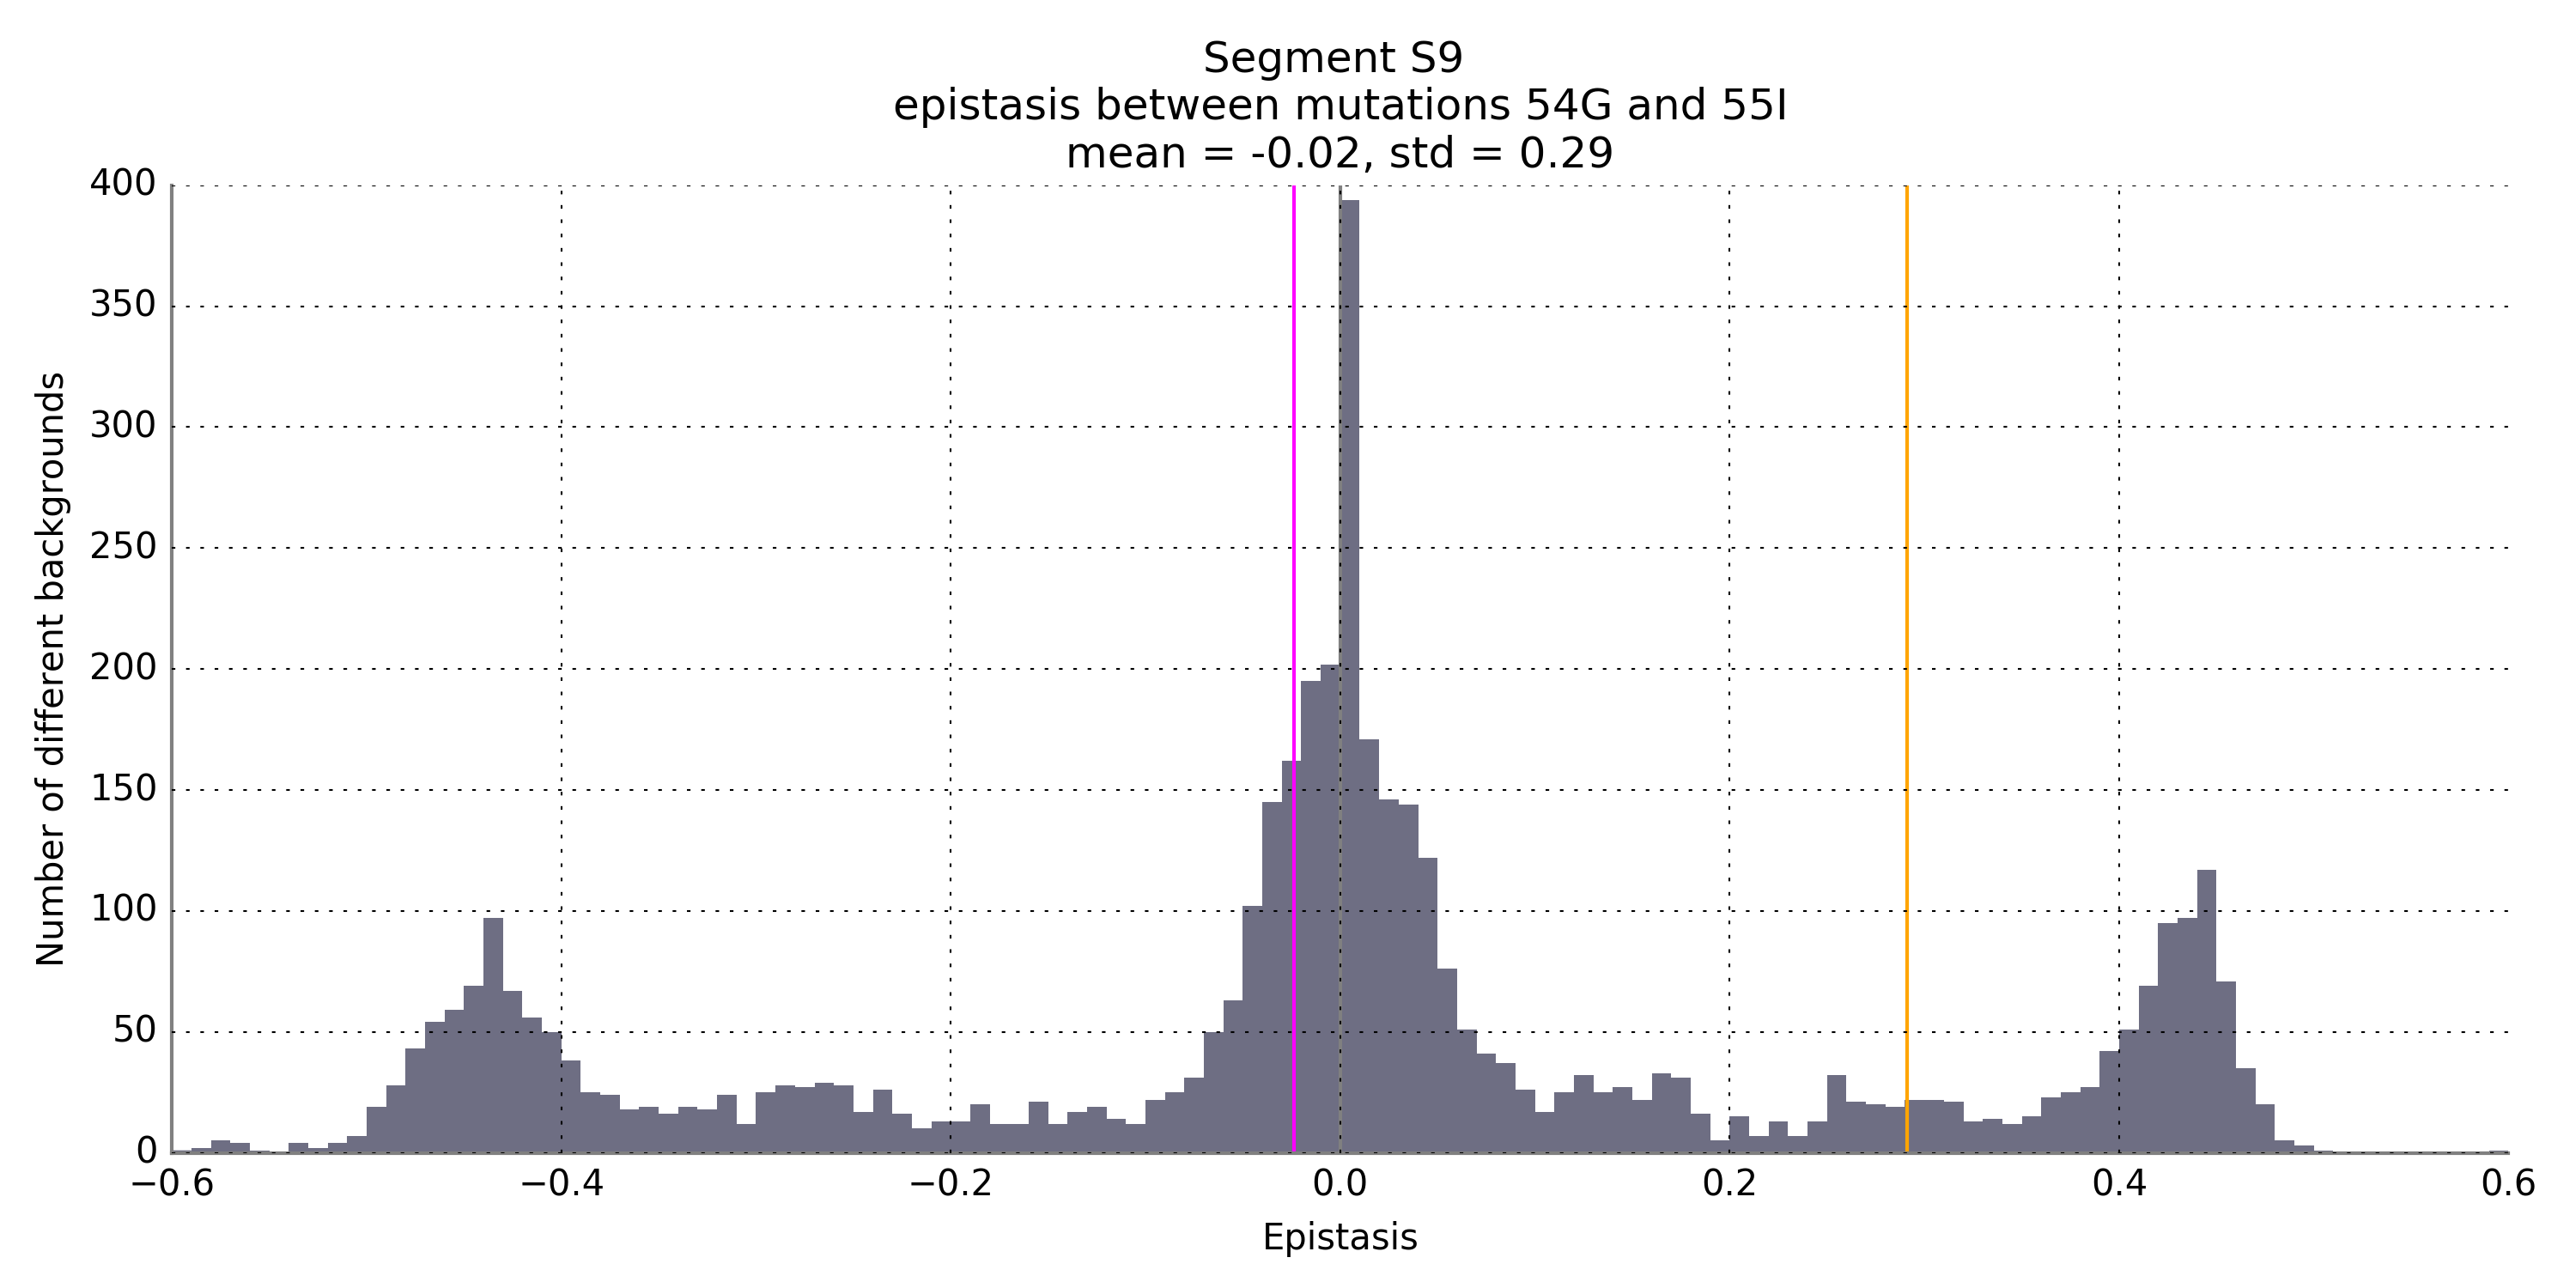 Segment S9
epistasis between mutations 54G and 55I
mean = -0.02, std = 0.29
400
350
300
250
200
150
100
50
0
Number of different backgrounds
−0.6 −0.4 −0.2 0.0 0.2 0.4 0.6
Epistasis